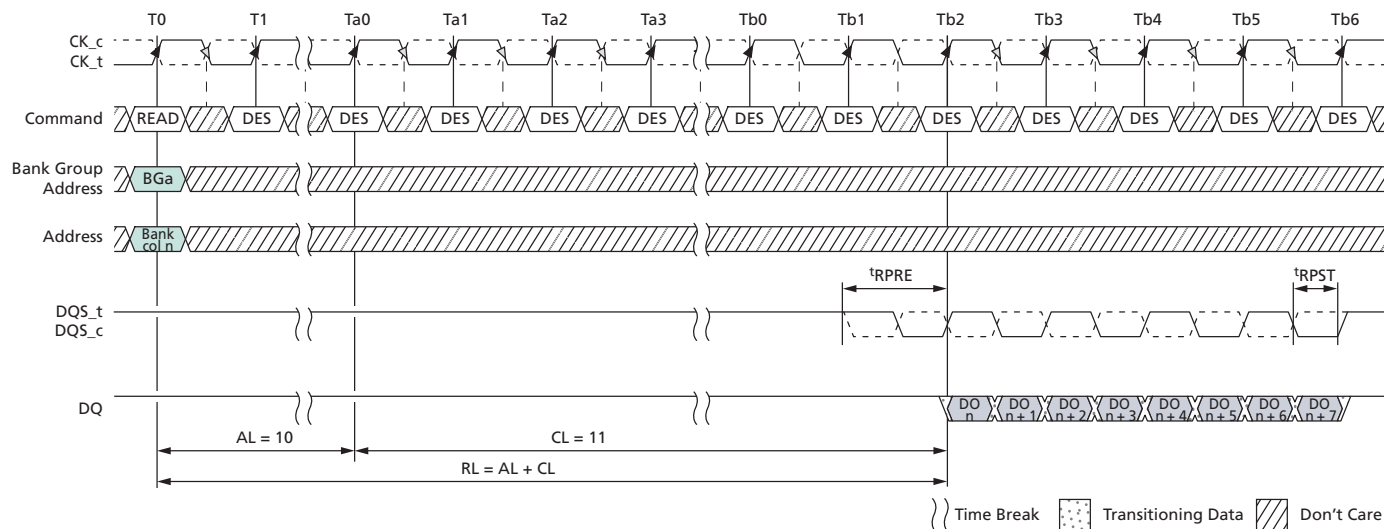 T0 T1 Ta0 Ta1 Ta2 Ta3 Tb0 Tb1 Tb2 Tb3 Tb4 Tb5 Tb6
CK_c
CK_t
Command READ DES DES DES DES DES DES DES DES DES DES DES DES
Bank Group
Address
BGa
Address
Bank
col n
tRPRE tRPST
DQS_t
DQS_c
DQ
DO
n
DO
n + 1
DO
n + 2
DO
n + 3
DO
n + 4
DO
n + 5
DO
n + 6
DO
n + 7
AL = 10 CL = 11
RL = AL + CL
Time Break Transitioning Data Don't Care